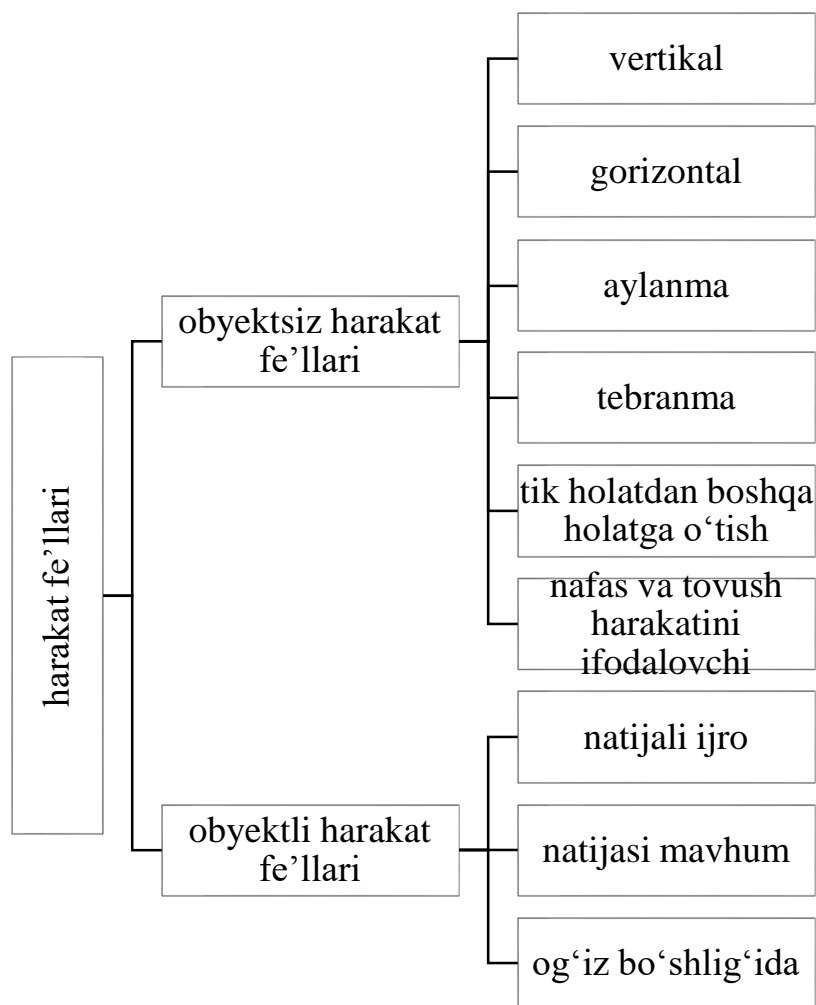 harakat fe’llari
obyektsiz harakat
fe’llari
vertikal
gorizontal
aylanma
tebranma
tik holatdan boshqa
holatga o‘tish
nafas va tovush
harakatini
ifodalovchi
obyektli harakat
fe’llari
natijali ijro
natijasi mavhum
og‘iz bo‘shlig‘ida